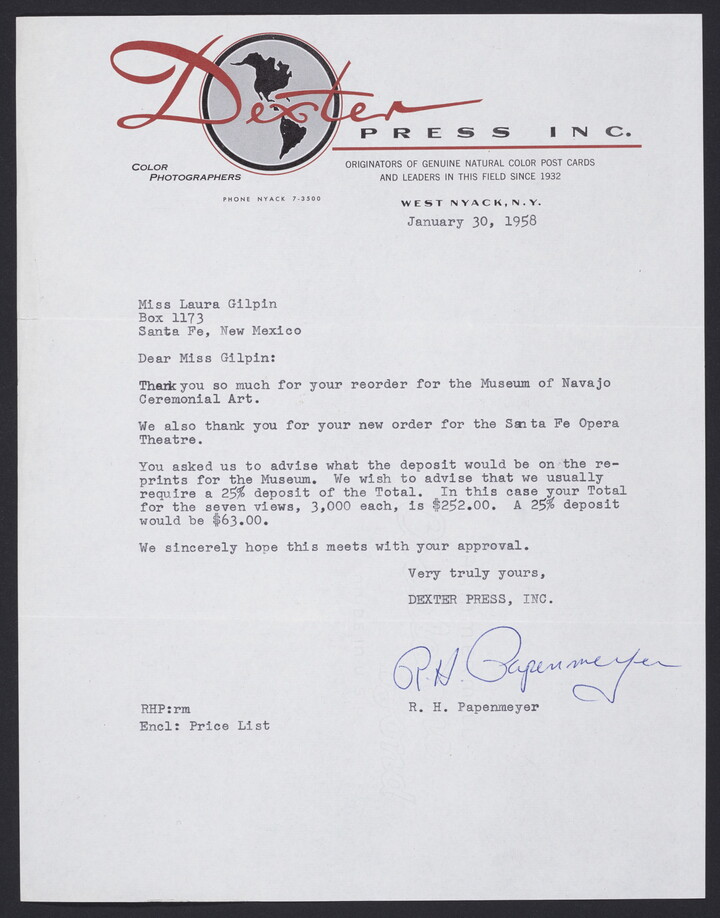 Dexter
PRESS INC.
COLOR
PHOTOGRAPHERS
ORIGINATORS OF GENUINE NATURAL COLOR POST CARDS
AND LEADERS IN THIS FIELD SINCE 1932
PHONE NYACK 7-3500
WEST NYACK, N.Y.
January 30, 1958
Miss Laura Gilpin
Box 1173
Santa Fe, New Mexico
Dear Miss Gilpin:
Thank you so much for your reorder for the Museum of Navajo
Ceremonial Art.
We also thank you for your new order for the Santa Fe Opera
Theatre.
You asked us to advise what the deposit would be on the re-
prints for the Museum. We wish to advise that we usually
require a 25% deposit of the Total. In this case your Total
for the seven views, 3,000 each, is $252.00. A 25% deposit
would be $63.00.
We sincerely hope this meets with your approval.
Very truly yours,
DEXTER PRESS, INC.
R. H. Papenmeyer
R. H. Papenmeyer
RHP:rm
Encl: Price List